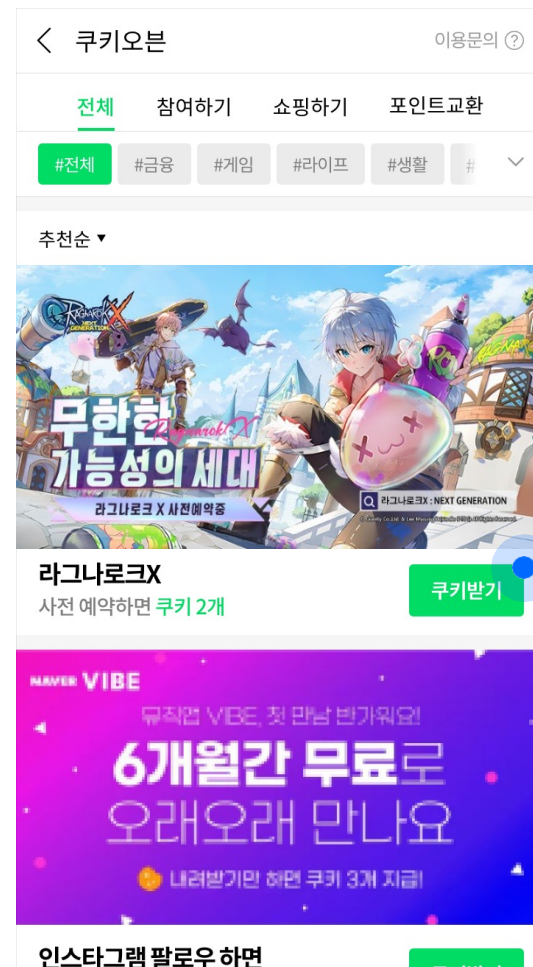 쿠키오븐
이용문의 ?
전체 참여하기 쇼핑하기 포인트교환
#전체 #금융 #게임 #라이프 #생활 #
추천순 ▼
RAGNAROK X
NEXT GENERATION
무한한
Ragnarok X
가능성의 세대
라그나로크 X 사전예약중
라그나로크X : NEXT GENERATION
라그나로크X
사전 예약하면 쿠키 2개
쿠키받기
NAVER VIBE
뮤직앱 VIBE, 첫 만남 반가워요!
6개월간 무료로
오래오래 만나요
내려받기만 하면 쿠키 3개 지급!
인스타그램 팔로우 하면